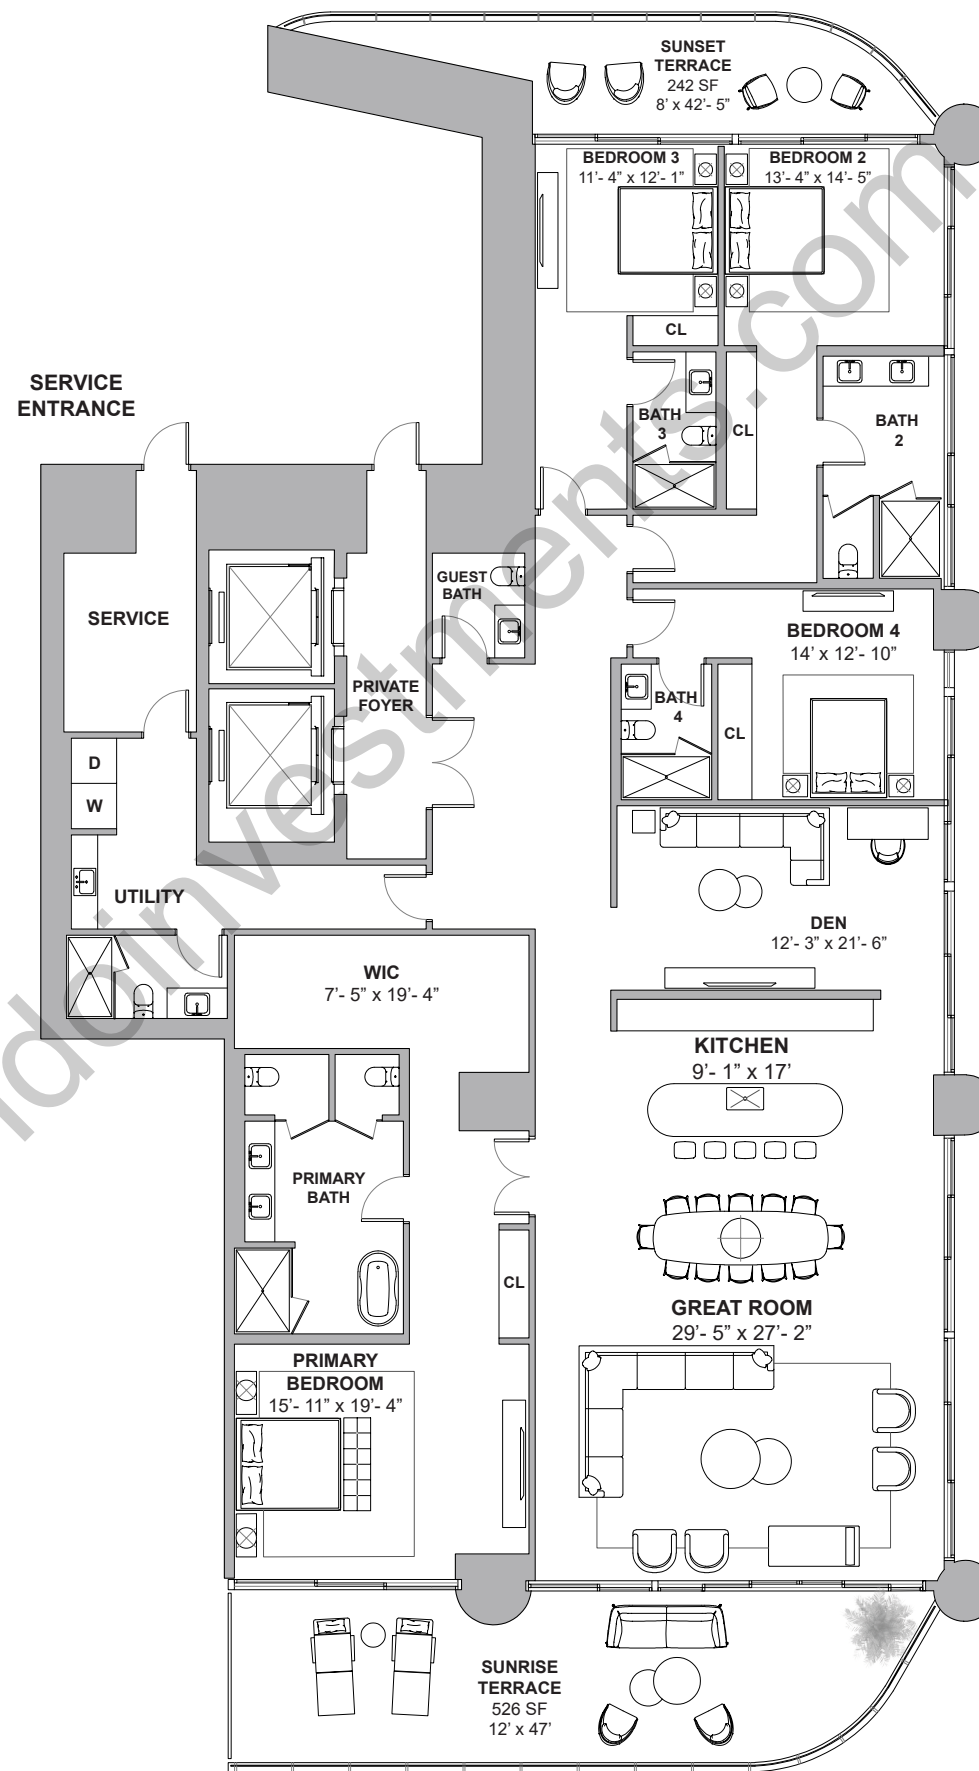 SUNSET
TERRACE
242 SF
8' x 42'- 5"
BEDROOM 3
11'- 4" x 12'- 1"
BEDROOM 2
13'- 4" x 14'- 5"
CL
SERVICE
ENTRANCE
BATH
3
CL
BATH
2
GUEST
BATH
SERVICE
BEDROOM 4
14' x 12'- 10"
PRIVATE
FOYER
BATH
4
CL
D
W
UTILITY
DEN
12'- 3" x 21'- 6"
WIC
7'- 5" x 19'- 4"
KITCHEN
9'- 1" x 17'
PRIMARY
BATH
CL
GREAT ROOM
29'- 5" x 27'- 2"
PRIMARY
BEDROOM
15'- 11" x 19'- 4"
SUNRISE
TERRACE
526 SF
12' x 47'
doinvestments.com